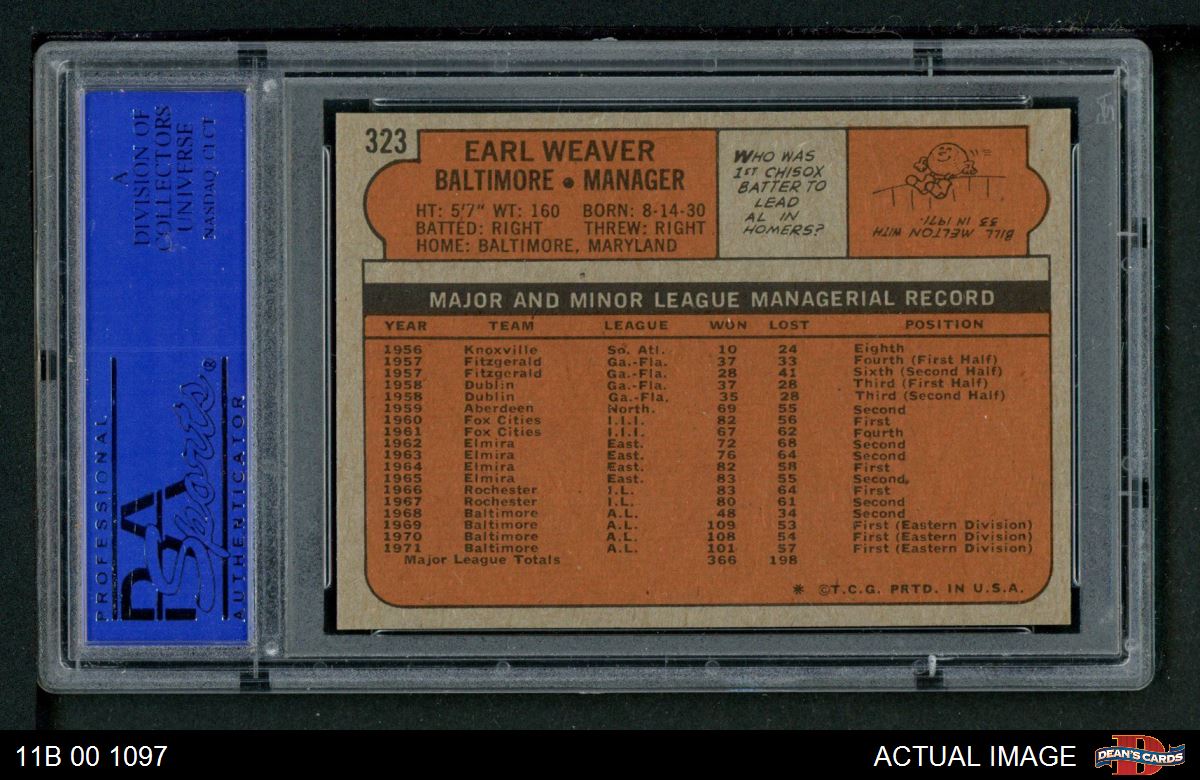 A
DIVISION OF
COLLECTORS
UNIVERSE
NASDAQ: CLCT
PROFESSIONAL
PSA
Sports®
AUTHENTICATOR
323
EARL WEAVER
BALTIMORE • MANAGER
HT: 5'7" WT: 160 BORN: 8-14-30
BATTED: RIGHT THREW: RIGHT
HOME: BALTIMORE, MARYLAND
WHO WAS
1ST CHISOX
BATTER TO
LEAD
AL IN
HOMERS?
BILL MELTON WITH
33 IN 1971.
MAJOR AND MINOR LEAGUE MANAGERIAL RECORD
YEAR TEAM LEAGUE WON LOST POSITION
1956 Knoxville So. Atl. 10 24 Eighth
1957 Fitzgerald Ga.-Fla. 37 33 Fourth (First Half)
1957 Fitzgerald Ga.-Fla. 28 41 Sixth (Second Half)
1958 Dublin Ga.-Fla. 37 28 Third (First Half)
1958 Dublin Ga.-Fla. 35 28 Third (Second Half)
1959 Aberdeen North. 69 55 Second
1960 Fox Cities I.I.I. 82 56 First
1961 Fox Cities I.I.I. 67 62 Fourth
1962 Elmira East. 72 68 Second
1963 Elmira East. 76 64 Second
1964 Elmira East. 82 58 First
1965 Elmira East. 83 55 Second
1966 Rochester I.L. 83 64 First
1967 Rochester I.L. 80 61 Second
1968 Baltimore A.L. 48 34 Second
1969 Baltimore A.L. 109 53 First (Eastern Division)
1970 Baltimore A.L. 108 54 First (Eastern Division)
1971 Baltimore A.L. 101 57 First (Eastern Division)
Major League Totals 366 198
* ©T.C.G. PRTD. IN U.S.A.
11B 00 1097
ACTUAL IMAGE
DEAN'S CARDS